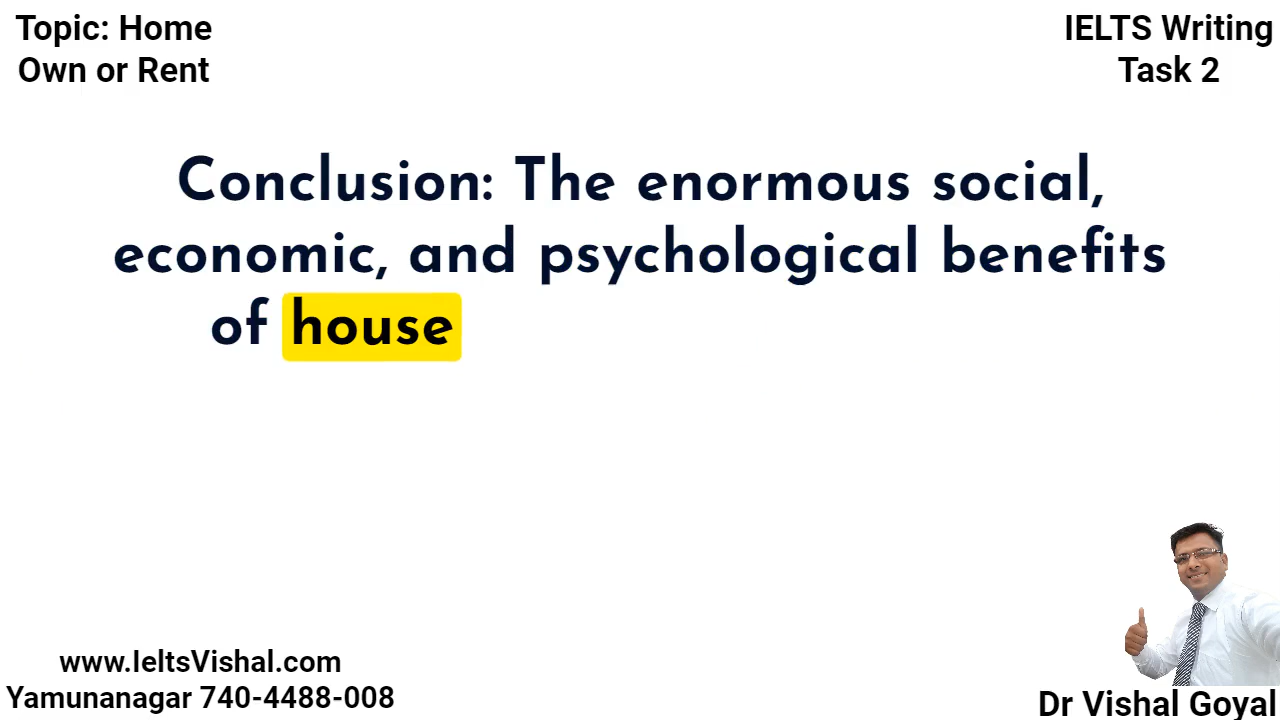 Topic: Home
Own or Rent
IELTS Writing
Task 2
Conclusion: The enormous social,
economic, and psychological benefits
of house
www.IeltsVishal.com
Yamunanagar 740-4488-008
Dr Vishal Goyal